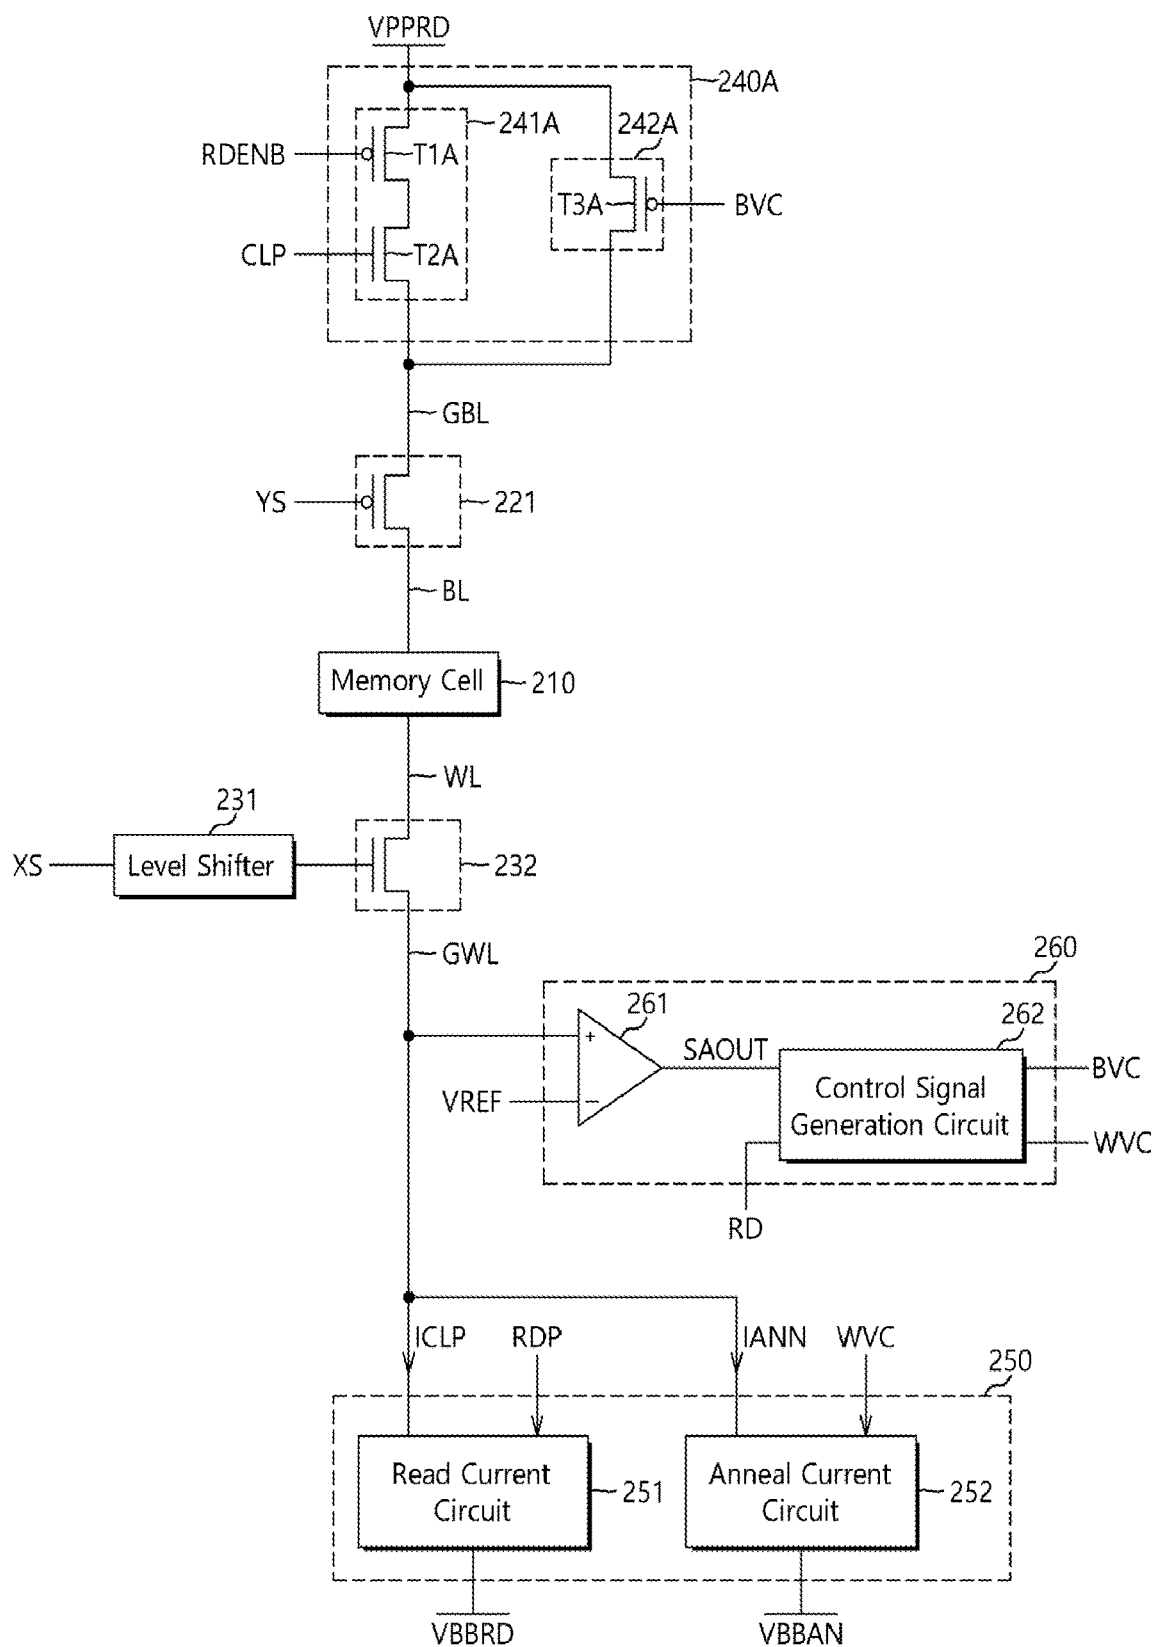 VPPRD
240A
241A
242A
RDENB
T1A
T3A
BVC
CLP
T2A
GBL
YS
221
BL
Memory Cell
210
WL
231
XS
Level Shifter
232
GWL
260
261
262
SAOUT
+
BVC
Control Signal
Generation Circuit
VREF
−
WVC
RD
ICLP
RDP
IANN
WVC
250
Read Current
Circuit
251
Anneal Current
Circuit
252
VBBRD
VBBAN